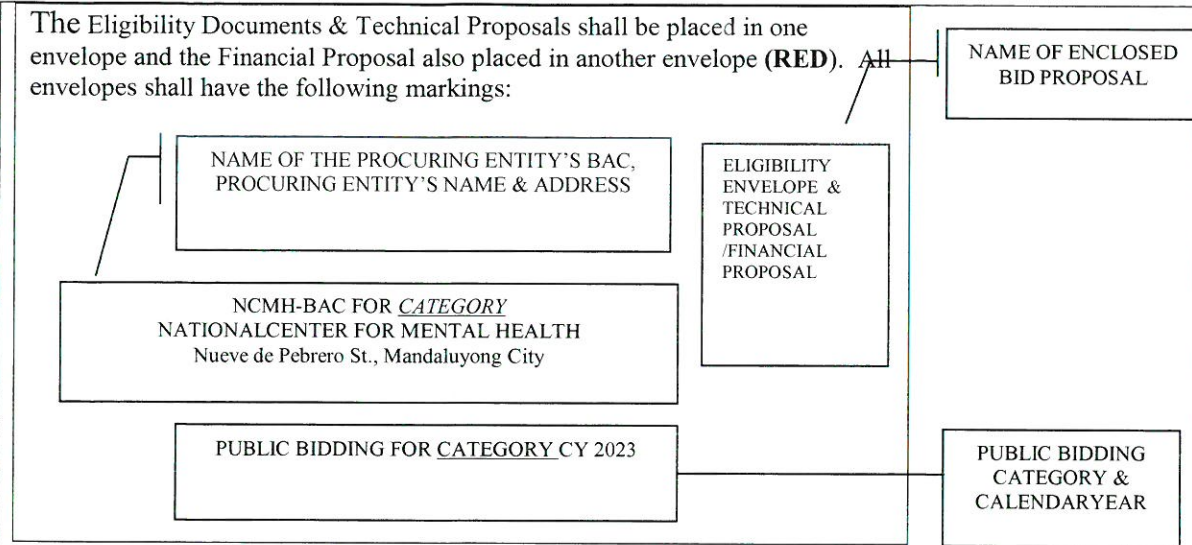 The Eligibility Documents & Technical Proposals shall be placed in one
envelope and the Financial Proposal also placed in another envelope (RED). All
envelopes shall have the following markings:
NAME OF ENCLOSED
BID PROPOSAL
NAME OF THE PROCURING ENTITY'S BAC,
PROCURING ENTITY'S NAME & ADDRESS
ELIGIBILITY
ENVELOPE &
TECHNICAL
PROPOSAL
/FINANCIAL
PROPOSAL
NCMH-BAC FOR CATEGORY
NATIONALCENTER FOR MENTAL HEALTH
Nueve de Pebrero St., Mandaluyong City
PUBLIC BIDDING FOR CATEGORY CY 2023
PUBLIC BIDDING
CATEGORY &
CALENDARYEAR